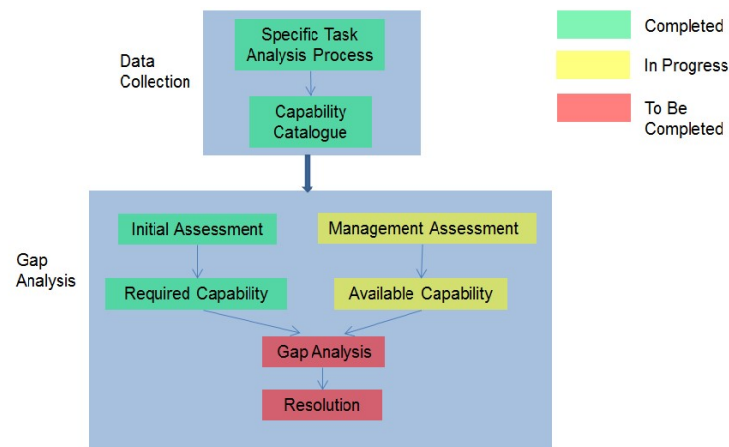 Data
Collection
Specific Task
Analysis Process
Capability
Catalogue
Completed
In Progress
To Be
Completed
Gap
Analysis
Initial Assessment
Management Assessment
Required Capability
Available Capability
Gap Analysis
Resolution